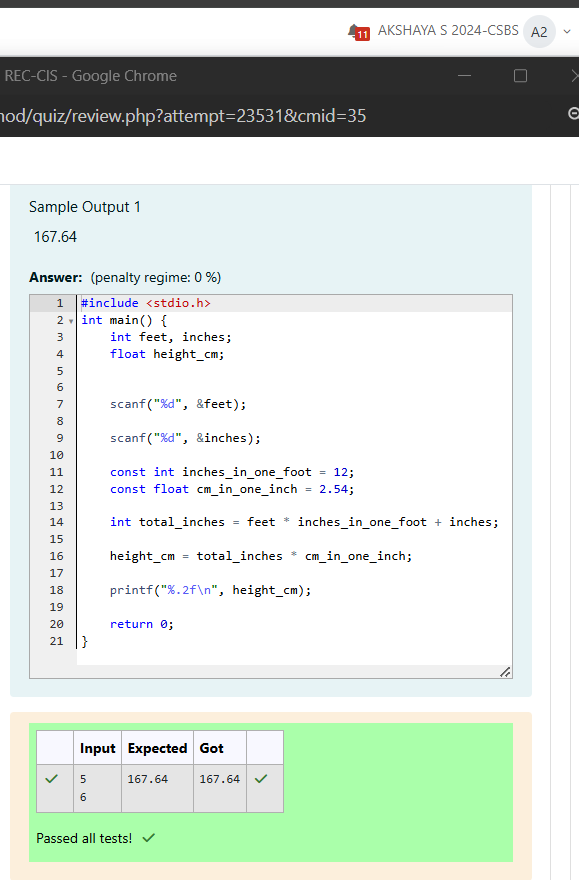 11 AKSHAYA S 2024-CSBS A2
REC-CIS - Google Chrome
nod/quiz/review.php?attempt=23531&cmid=35
Sample Output 1
167.64
Answer: (penalty regime: 0 %)
1 #include <stdio.h>
2 int main() {
3 int feet, inches;
4 float height_cm;
5
6
7 scanf("%d", &feet);
8
9 scanf("%d", &inches);
10
11 const int inches_in_one_foot = 12;
12 const float cm_in_one_inch = 2.54;
13
14 int total_inches = feet * inches_in_one_foot + inches;
15
16 height_cm = total_inches * cm_in_one_inch;
17
18 printf("%.2f\n", height_cm);
19
20 return 0;
21 }
Input Expected Got
5 167.64 167.64
6
Passed all tests!